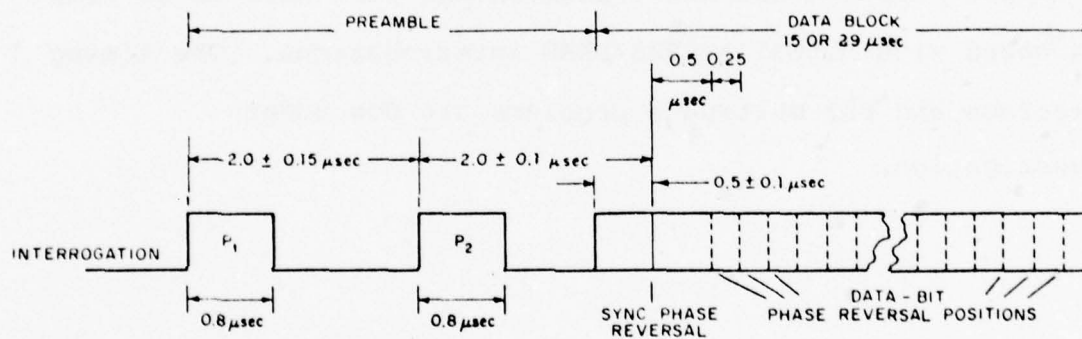 PREAMBLE
DATA BLOCK
15 OR 29 μsec
0.5 0.25
μsec
2.0 ± 0.15 μsec
2.0 ± 0.1 μsec
0.5 ± 0.1 μsec
INTERROGATION
P1
P2
0.8 μsec
0.8 μsec
SYNC PHASE
REVERSAL
DATA - BIT
PHASE REVERSAL POSITIONS